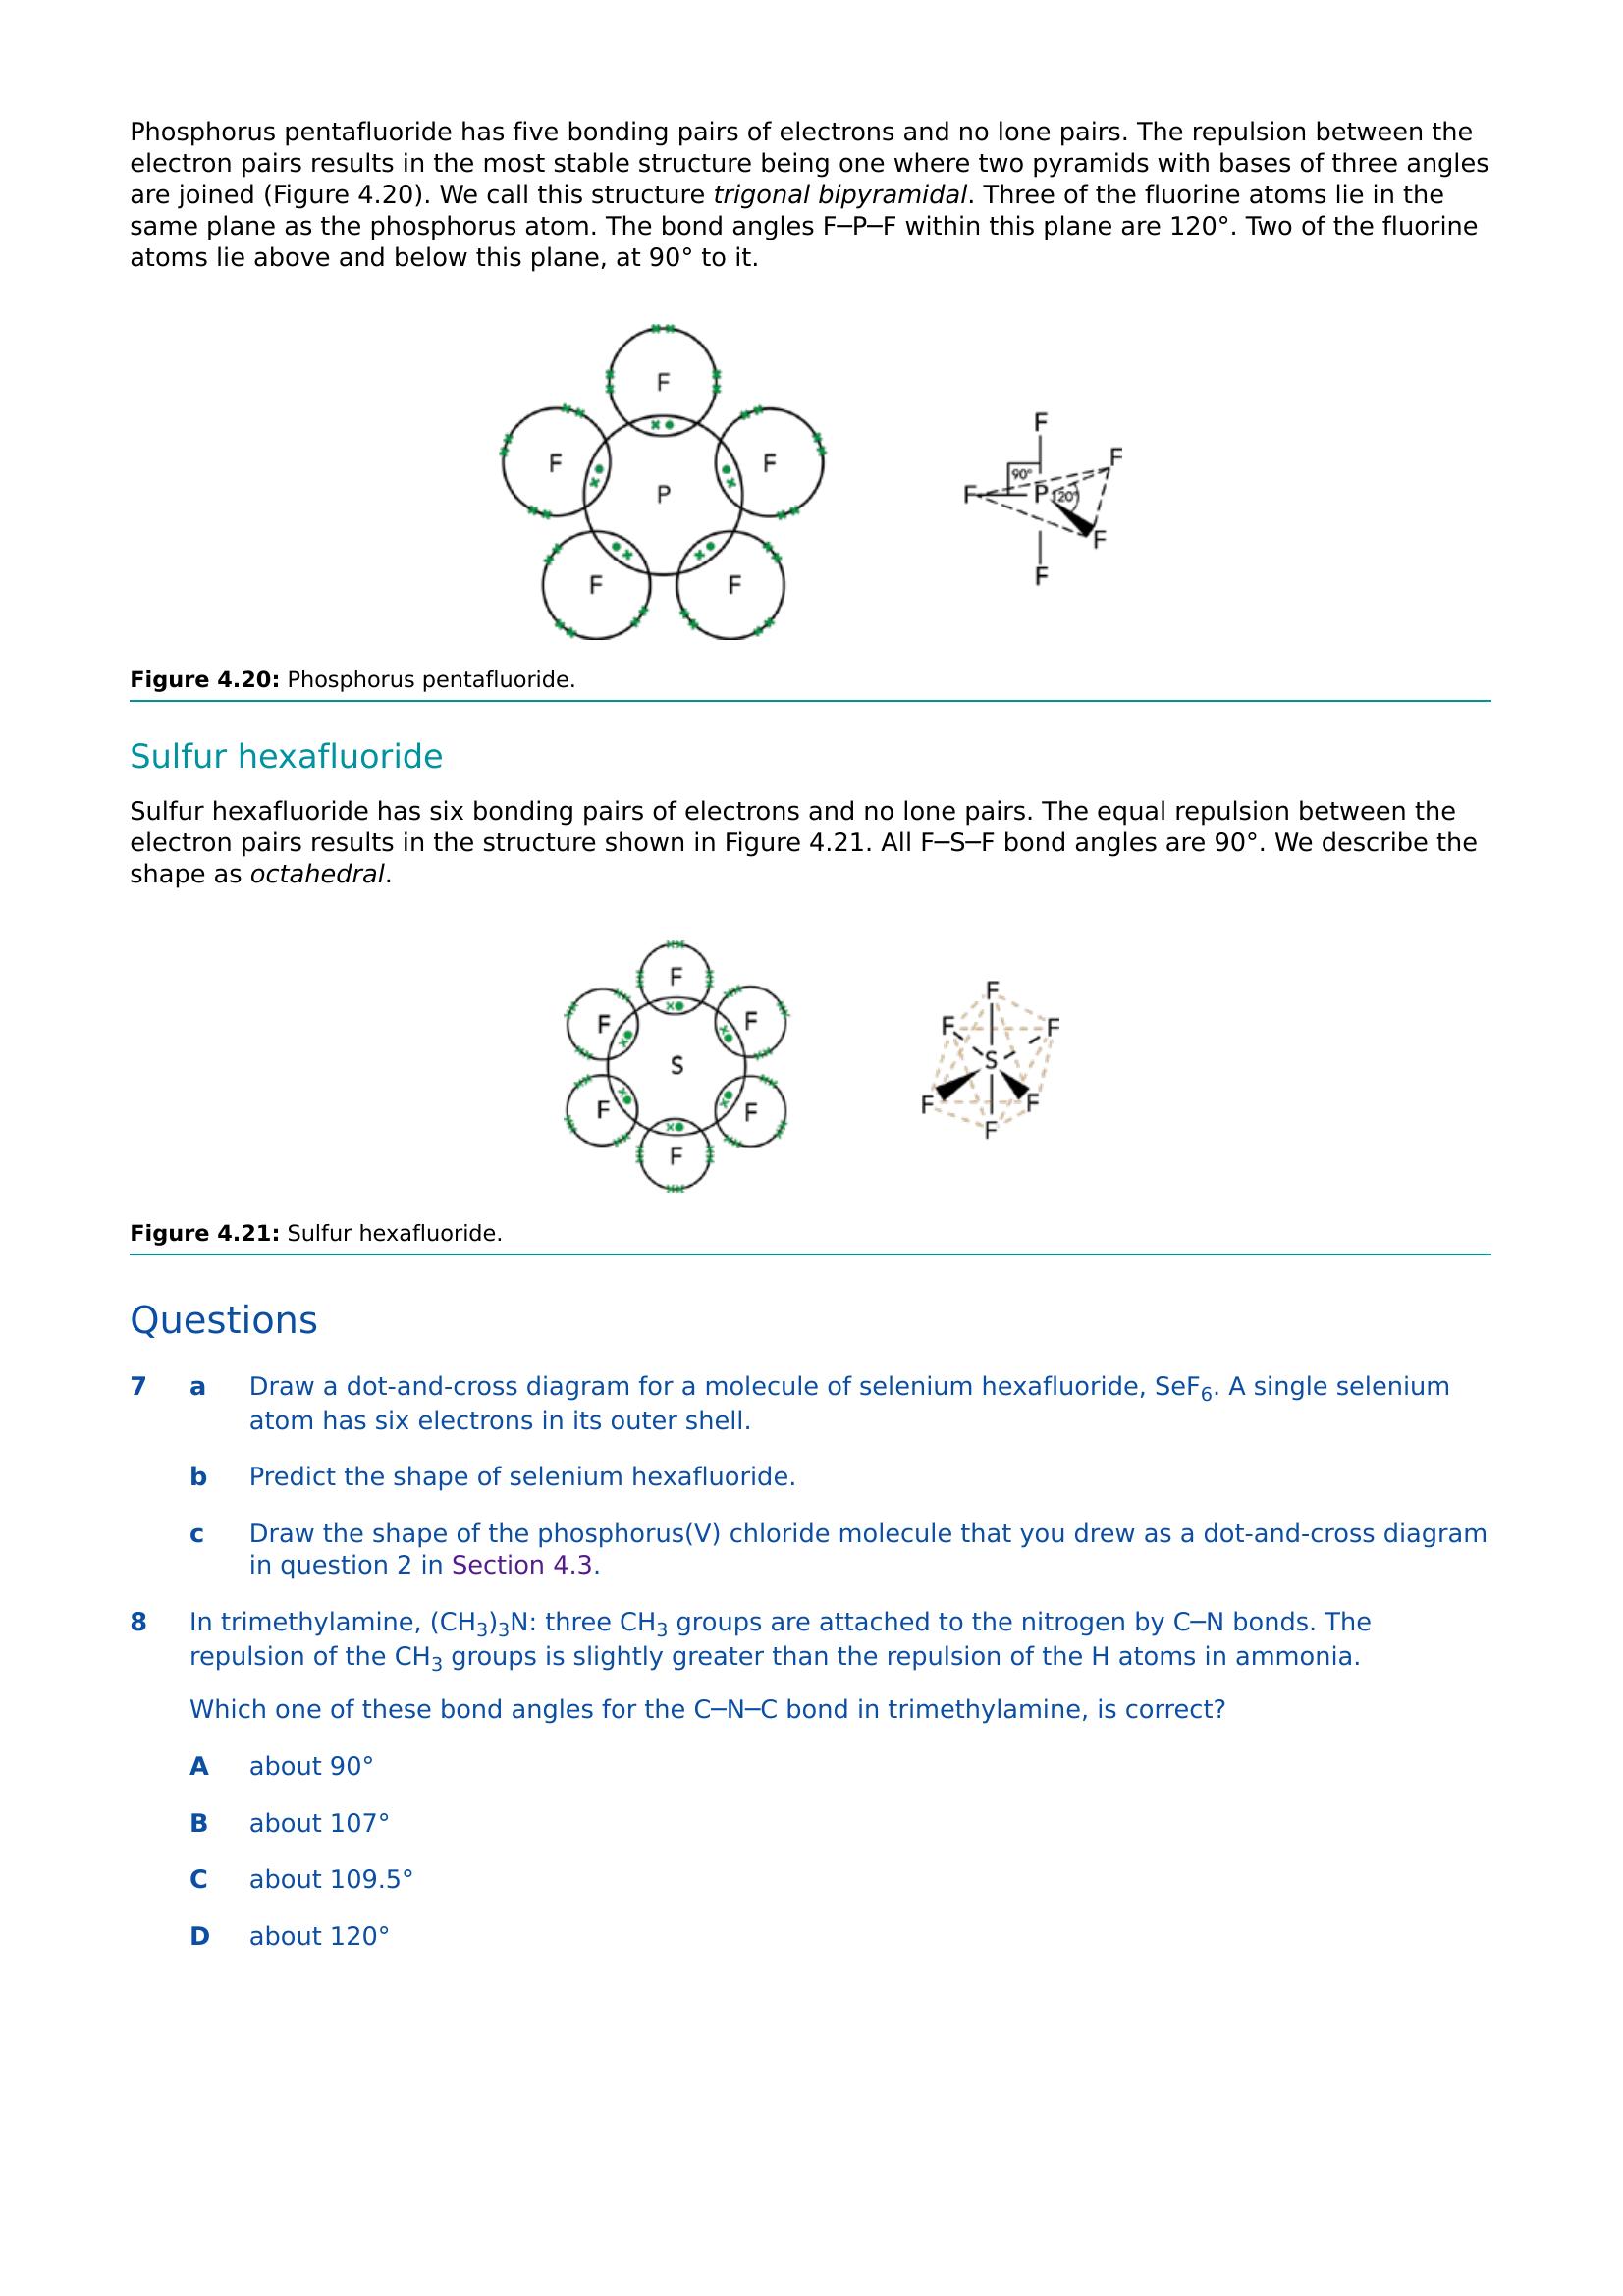 Phosphorus pentafluoride has five bonding pairs of electrons and no lone pairs. The repulsion between the
electron pairs results in the most stable structure being one where two pyramids with bases of three angles
are joined (Figure 4.20). We call this structure trigonal bipyramidal. Three of the fluorine atoms lie in the
same plane as the phosphorus atom. The bond angles F─P─F within this plane are 120°. Two of the fluorine
atoms lie above and below this plane, at 90° to it.
F
F
F
P
F
F
F
F
90°
F
P
120°
F
F
Figure 4.20: Phosphorus pentafluoride.
Sulfur hexafluoride
Sulfur hexafluoride has six bonding pairs of electrons and no lone pairs. The equal repulsion between the
electron pairs results in the structure shown in Figure 4.21. All F─S─F bond angles are 90°. We describe the
shape as octahedral.
F
F
F
S
F
F
F
F
F
F
S
F
F
F
Figure 4.21: Sulfur hexafluoride.
Questions
7 a Draw a dot-and-cross diagram for a molecule of selenium hexafluoride, SeF6. A single selenium
atom has six electrons in its outer shell.
b Predict the shape of selenium hexafluoride.
c Draw the shape of the phosphorus(V) chloride molecule that you drew as a dot-and-cross diagram
in question 2 in Section 4.3.
8 In trimethylamine, (CH3)3N: three CH3 groups are attached to the nitrogen by C─N bonds. The
repulsion of the CH3 groups is slightly greater than the repulsion of the H atoms in ammonia.
Which one of these bond angles for the C─N─C bond in trimethylamine, is correct?
A about 90°
B about 107°
C about 109.5°
D about 120°